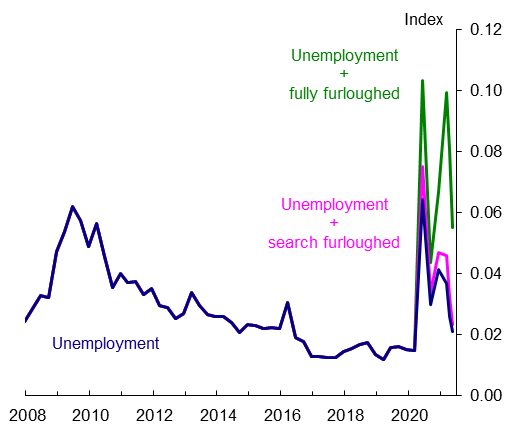 Index
0.12
Unemployment
+
fully furloughed
0.10
0.08
Unemployment
+
search furloughed
0.06
0.04
Unemployment
0.02
0.00
2008 2010 2012 2014 2016 2018 2020